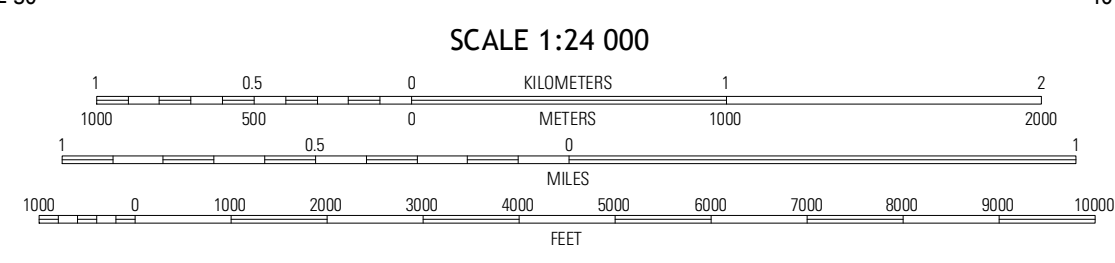 SCALE 1:24 000
1 0.5 0 KILOMETERS 1 2
1000 500 0 METERS 1000 2000
1 0.5 0 1
MILES
1000 0 1000 2000 3000 4000 5000 6000 7000 8000 9000 10000
FEET